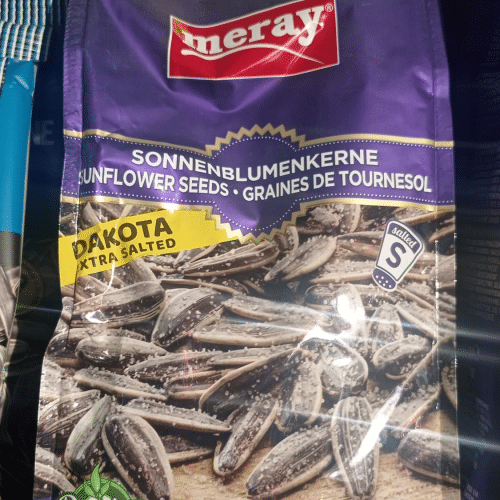 meray®
SONNENBLUMENKERNE
SUNFLOWER SEEDS • GRAINES DE TOURNESOL
DAKOTA
EXTRA SALTED
salted
S